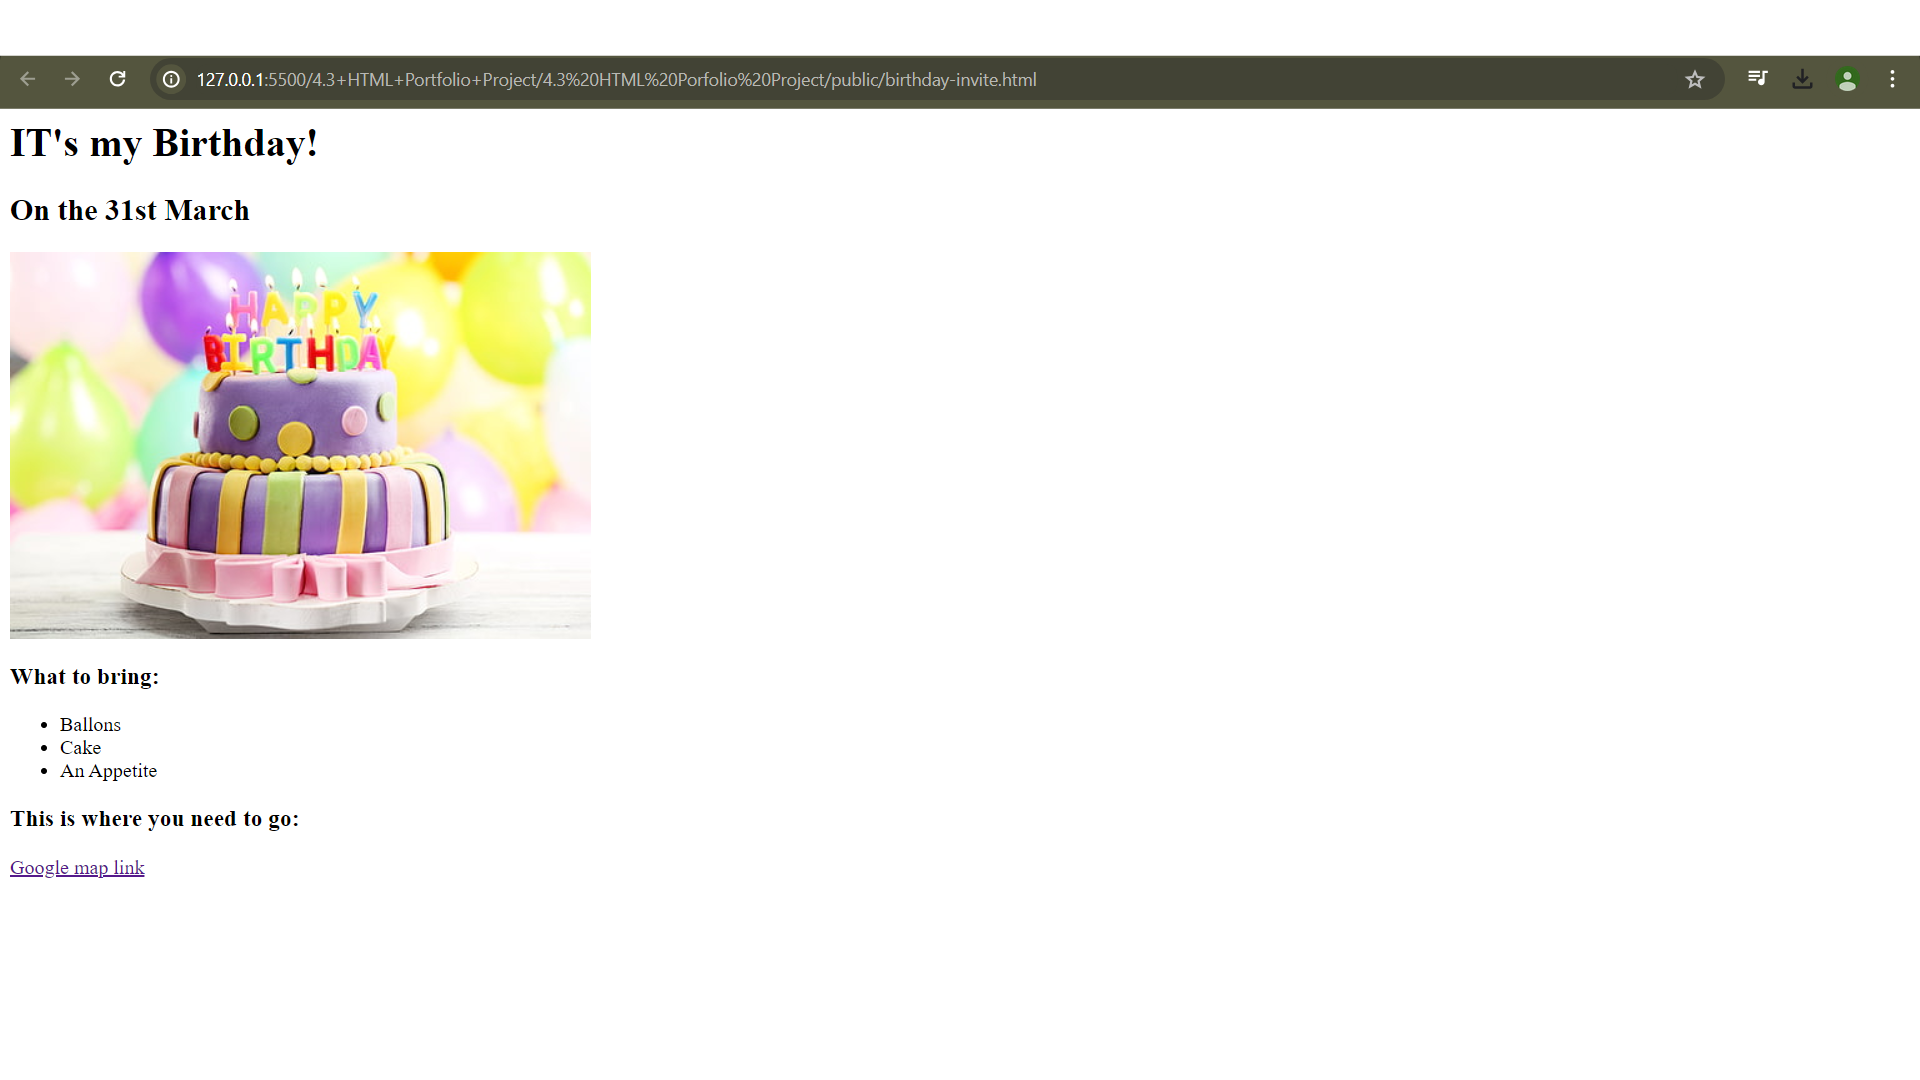 127.0.0.1:5500/4.3+HTML+Portfolio+Project/4.3%20HTML%20Porfolio%20Project/public/birthday-invite.html
IT's my Birthday!
On the 31st March
HAPPY
BIRTHDAY
What to bring:
Ballons
Cake
An Appetite
This is where you need to go:
Google map link